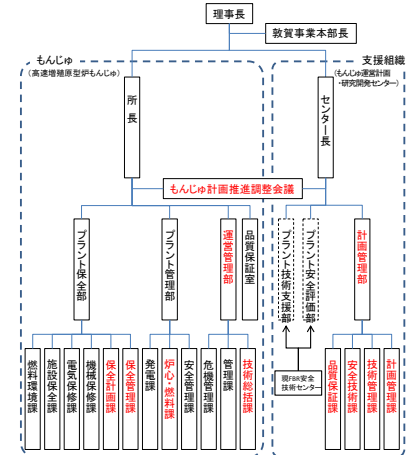 理事長
敦賀事業本部長
もんじゅ
(高速増殖原型炉もんじゅ)
支援組織
(もんじゅ運営計画
・研究開発センター)
所長
センター長
もんじゅ計画推進調整会議
プラント保全部
プラント管理部
運営管理部
品質保証室
プラント技術支援部
プラント安全評価部
計画管理部
燃料環境課
施設保全課
電気保修課
機械保修課
保全計画課
保全管理課
発電課
炉心・燃料課
安全管理課
危機管理課
管理課
技術総括課
現FBR安全
技術センター
品質保証課
安全技術課
技術管理課
計画管理課